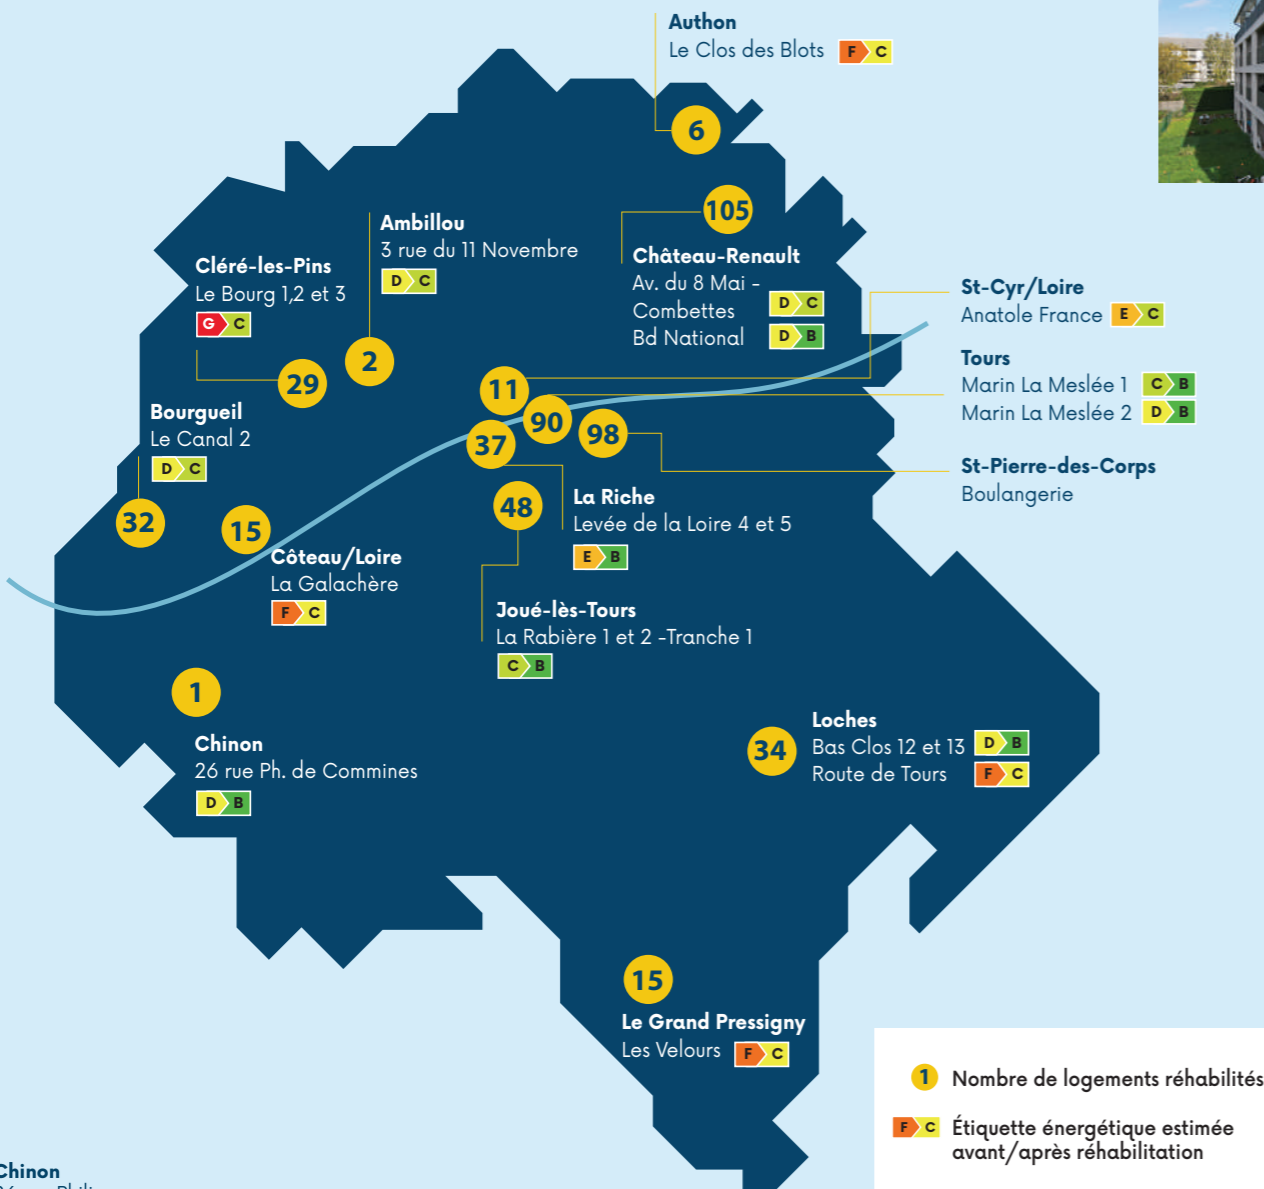 Authon
Le Clos des Blots F C
6
105
Château-Renault
Av. du 8 Mai -
Combettes D C
Bd National D B
Ambillou
3 rue du 11 Novembre
D C
2
Cléré-les-Pins
Le Bourg 1,2 et 3
G C
29
St-Cyr/Loire
Anatole France E C
11
Tours
Marin La Meslée 1 C B
Marin La Meslée 2 D B
90
St-Pierre-des-Corps
Boulangerie
98
Bourgueil
Le Canal 2
D C
32
37
La Riche
Levée de la Loire 4 et 5
E B
15
Côteau/Loire
La Galachère
F C
48
Joué-lès-Tours
La Rabière 1 et 2 -Tranche 1
C B
1
Chinon
26 rue Ph. de Commines
D B
34
Loches
Bas Clos 12 et 13 D B
Route de Tours F C
15
Le Grand Pressigny
Les Velours F C
1 Nombre de logements réhabilités
F C Étiquette énergétique estimée
avant/après réhabilitation
Chinon